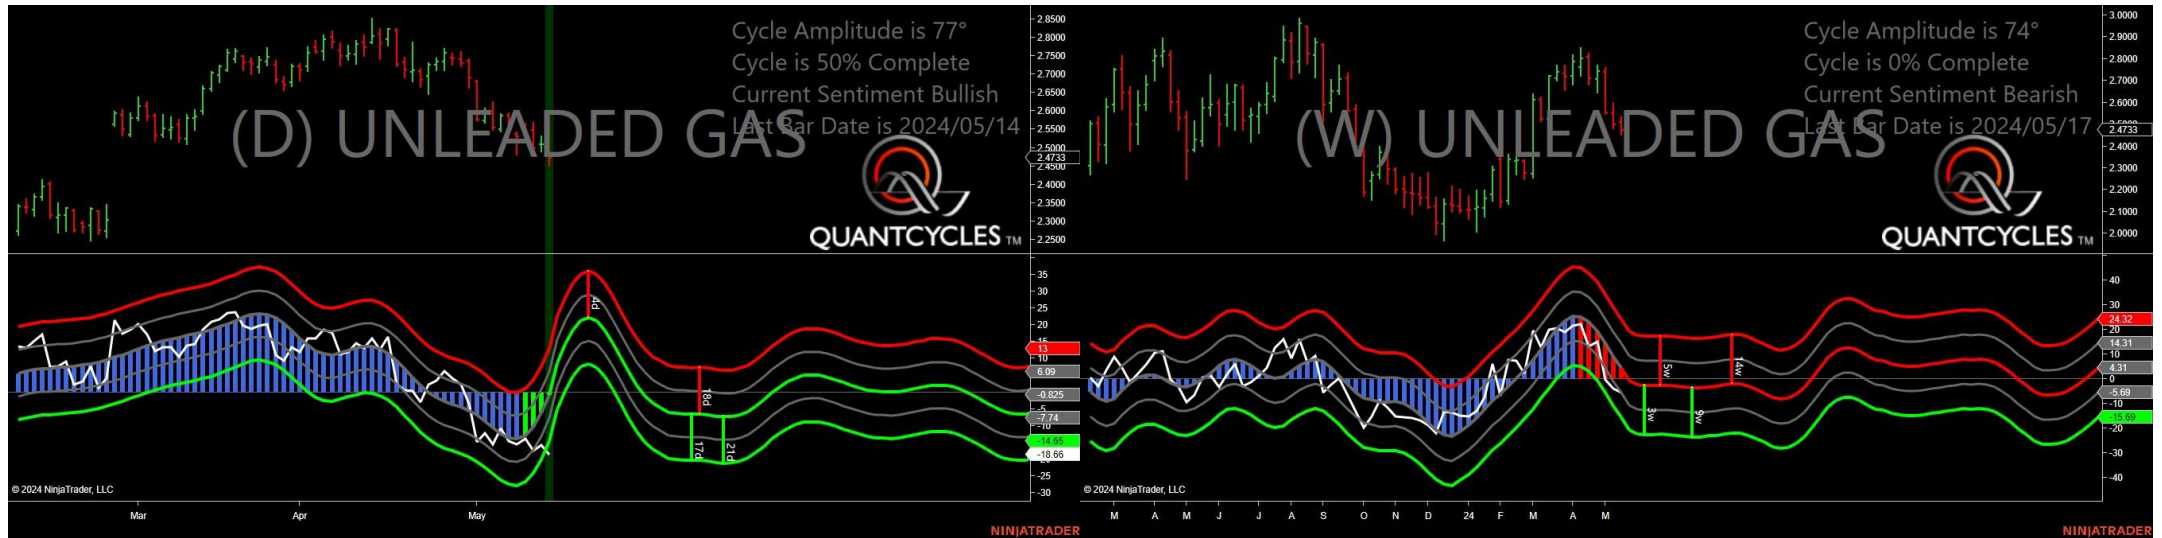 Cycle Amplitude is 77°
Cycle is 50% Complete
Current Sentiment Bullish
Last Bar Date is 2024/05/14
(D) UNLEADED GAS
QUANTCYCLES TM
2.8500
2.8000
2.7500
2.7000
2.6500
2.6000
2.5500
2.5000
2.4733
2.4500
2.4000
2.3500
2.3000
2.2500
4d
18d
17d
21d
35
30
25
20
15
13
10
6.09
-0.825
-5
-7.74
-10
-14.65
-18.66
-25
-30
© 2024 NinjaTrader, LLC
Mar
Apr
May
NINJATRADER
Cycle Amplitude is 74°
Cycle is 0% Complete
Current Sentiment Bearish
Last Bar Date is 2024/05/17
(W) UNLEADED GAS
QUANTCYCLES TM
3.0000
2.9000
2.8000
2.7000
2.6000
2.4733
2.4000
2.3000
2.2000
2.1000
2.0000
5w
14w
3w
9w
40
30
24.32
20
14.31
10
4.31
0
-5.69
-10
-15.69
-20
-30
-40
© 2024 NinjaTrader, LLC
M A M J J A S O N D 24 F M A M
NINJATRADER